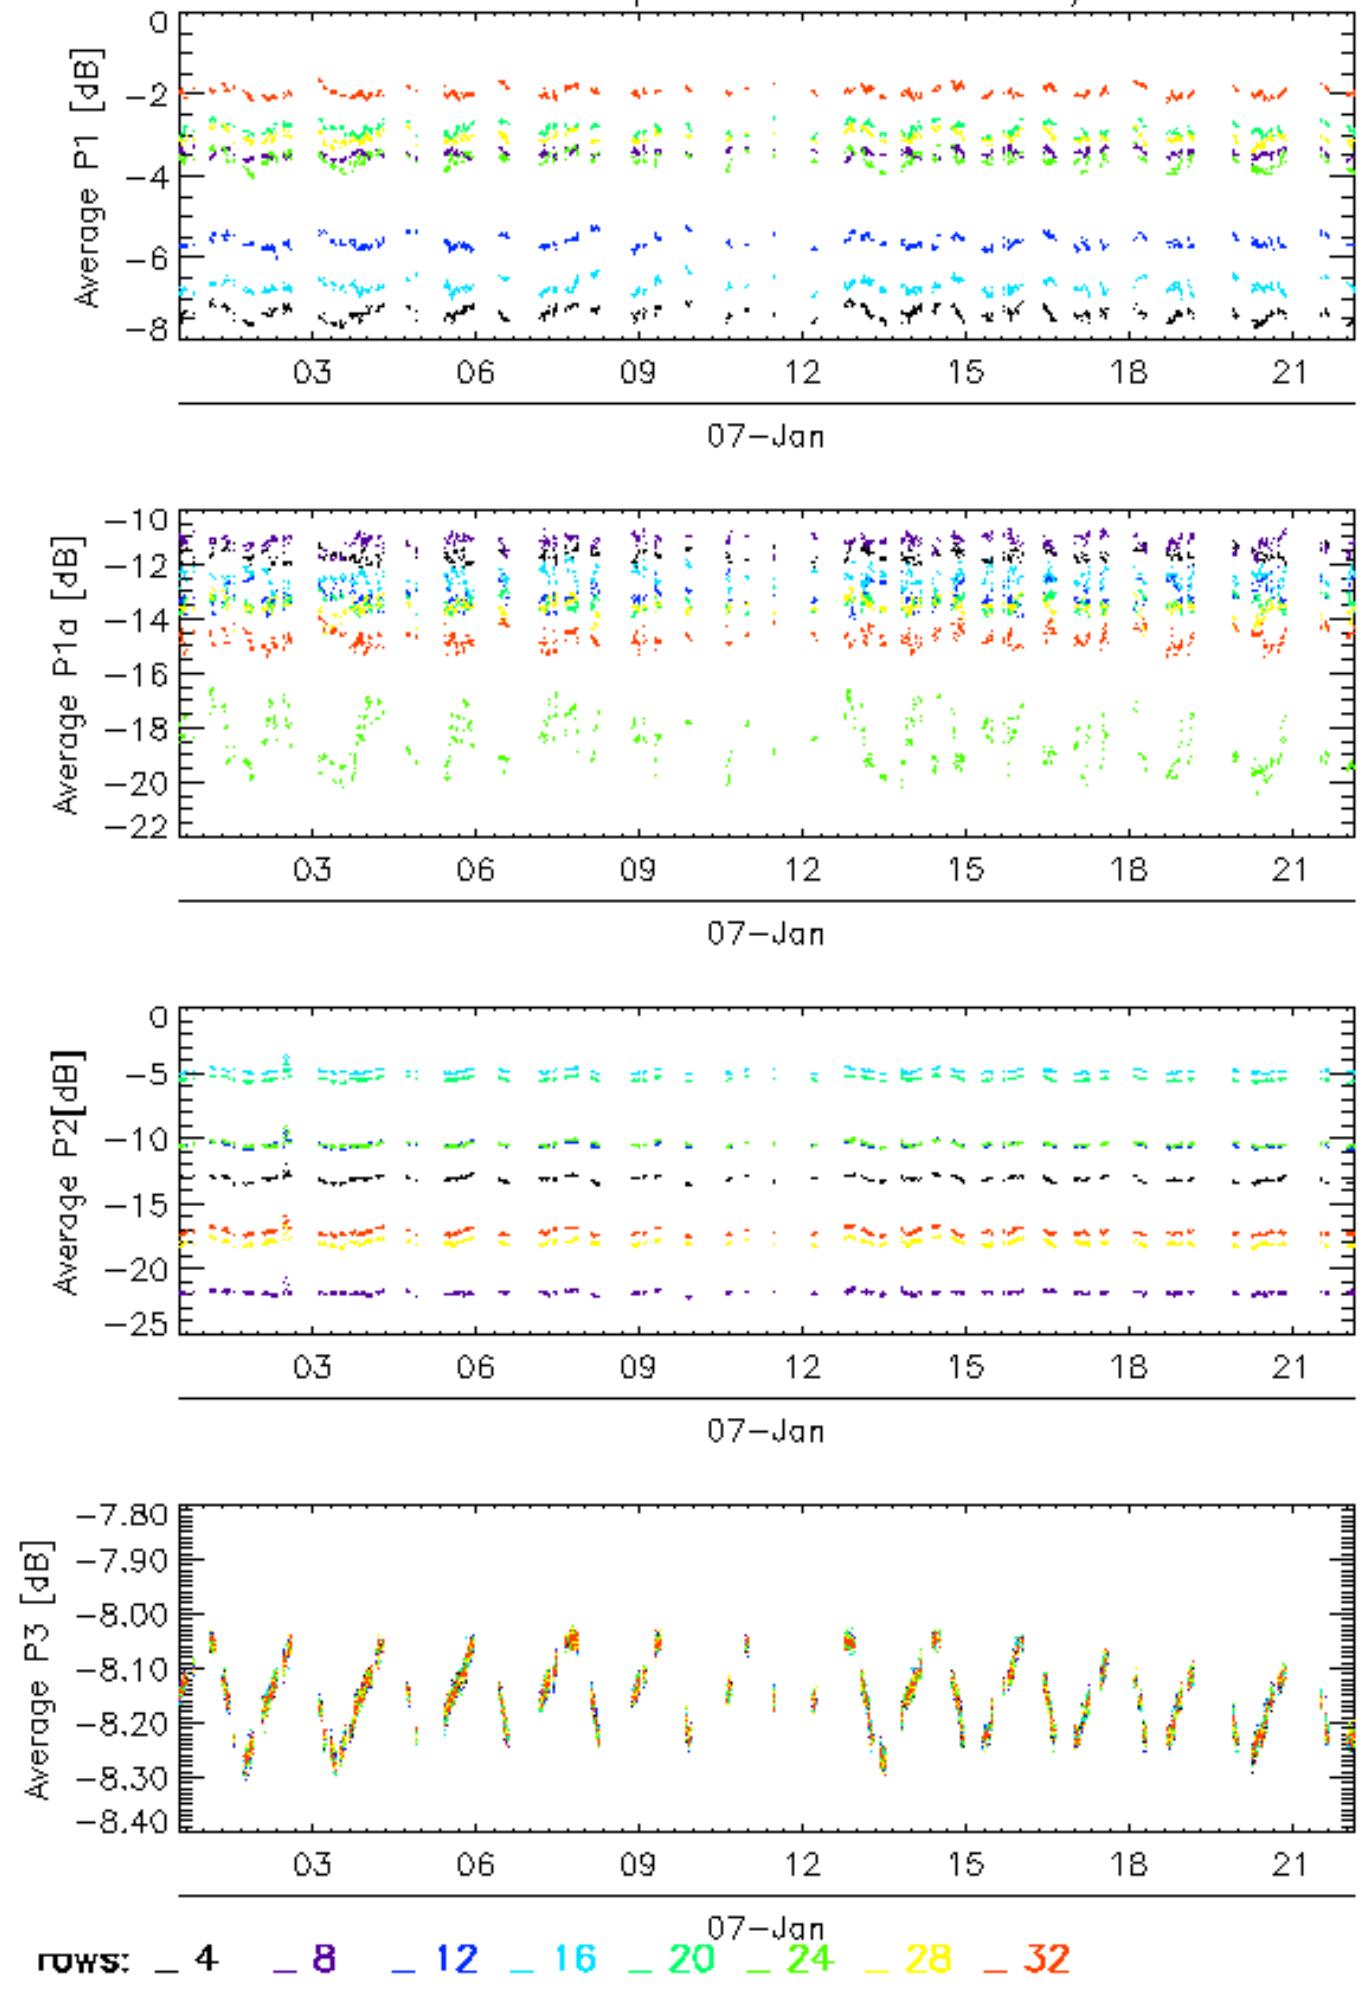 0
-2
-4
-6
-8
Average P1 [dB]
03 06 09 12 15 18 21
07-Jan
-10
-12
-14
-16
-18
-20
-22
Average P1a [dB]
03 06 09 12 15 18 21
07-Jan
0
-5
-10
-15
-20
-25
Average P2[dB]
03 06 09 12 15 18 21
07-Jan
-7.80
-7.90
-8.00
-8.10
-8.20
-8.30
-8.40
Average P3 [dB]
03 06 09 12 15 18 21
07-Jan
rows: _ 4 _ 8 _ 12 _ 16 _ 20 _ 24 _ 28 _ 32